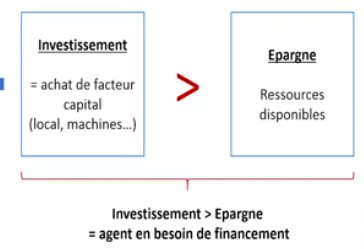 Investissement
= achat de facteur
capital
(local, machines...)
>
Epargne
Ressources
disponibles
Investissement > Epargne
= agent en besoin de financement